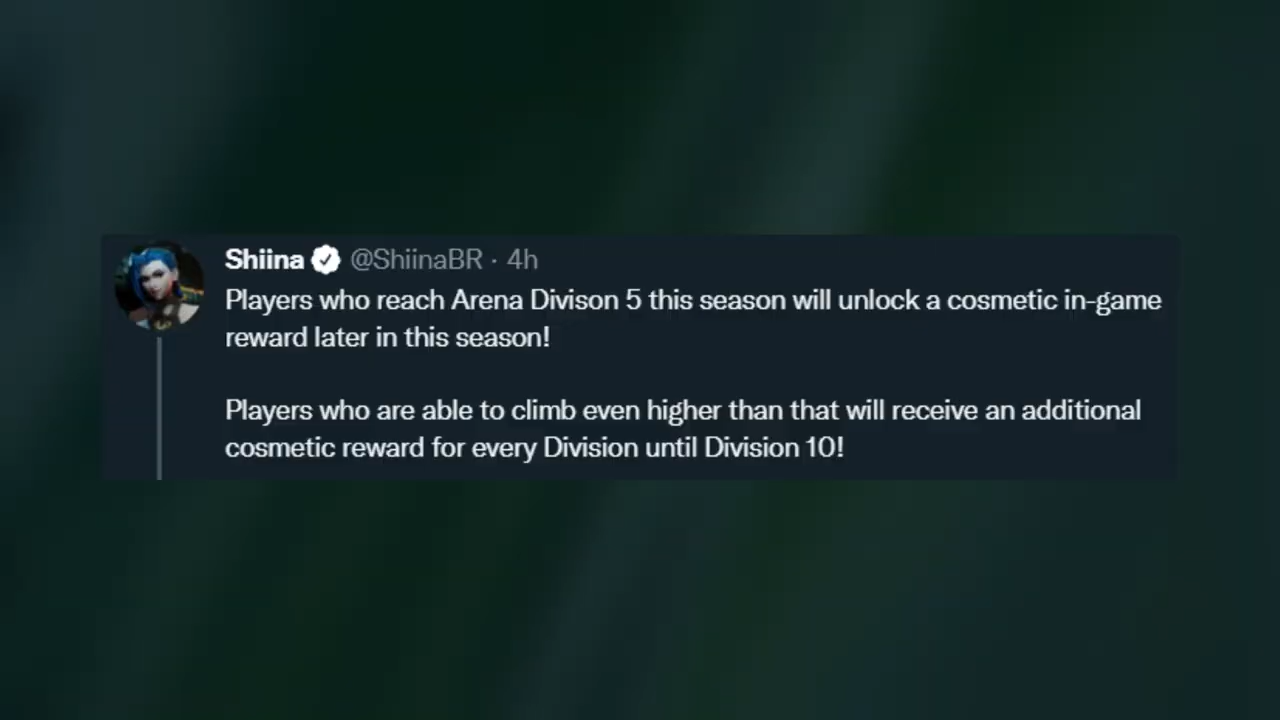 Shiina @ShiinaBR · 4h
Players who reach Arena Divison 5 this season will unlock a cosmetic in-game
reward later in this season!
Players who are able to climb even higher than that will receive an additional
cosmetic reward for every Division until Division 10!